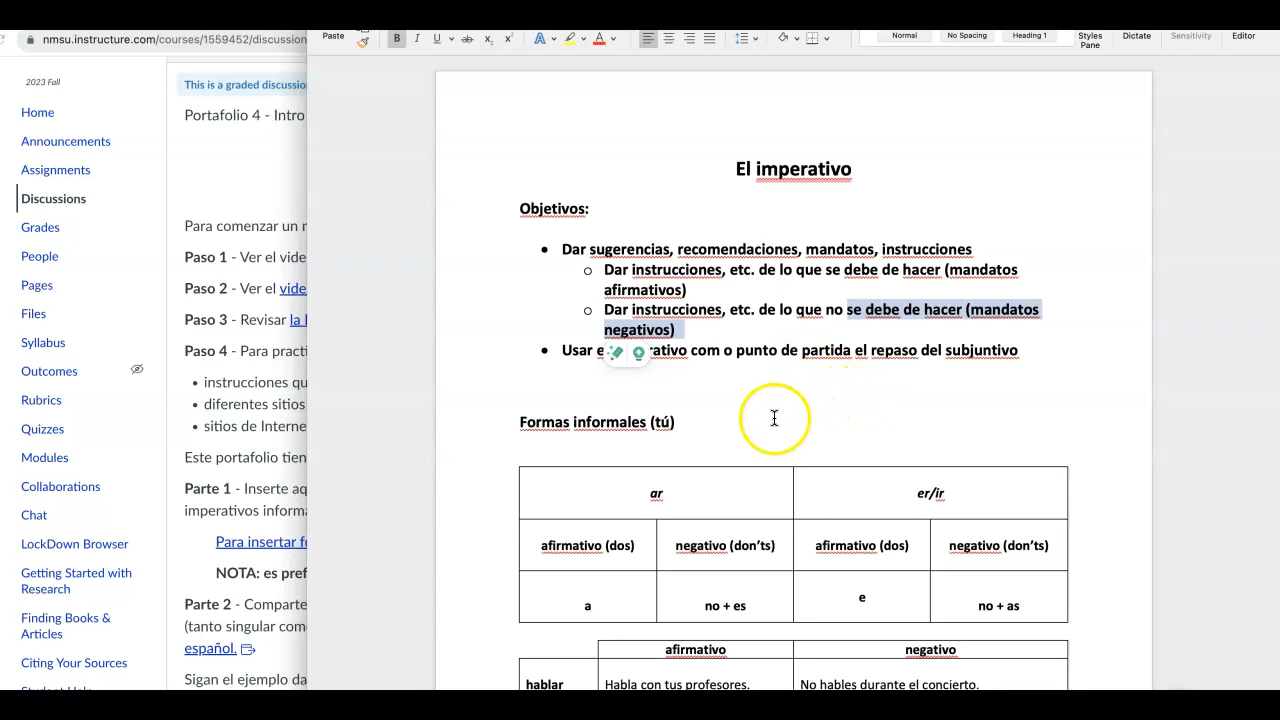 nmsu.instructure.com/courses/1559452/discussion
Paste
B I U ab x₂ x² A A
Normal
No Spacing
Heading 1
Styles
Pane
Dictate
Sensitivity
Editor
2023 Fall
Home
Announcements
Assignments
Discussions
Grades
People
Pages
Files
Syllabus
Outcomes
Rubrics
Quizzes
Modules
Collaborations
Chat
LockDown Browser
Getting Started with
Research
Finding Books &
Articles
Citing Your Sources
This is a graded discussio
Portafolio 4 - Intro
Para comenzar un r
Paso 1 - Ver el vide
Paso 2 - Ver el vide
Paso 3 - Revisar la l
Paso 4 - Para practi
• instrucciones qu
• diferentes sitios
• sitios de Interne
Este portafolio tien
Parte 1 - Inserte aq
imperativos informa
Para insertar fo
NOTA: es pref
Parte 2 - Comparte
(tanto singular com
español.
Sigan el ejemplo da
El imperativo
Objetivos:
• Dar sugerencias, recomendaciones, mandatos, instrucciones
o Dar instrucciones, etc. de lo que se debe de hacer (mandatos
afirmativos)
o Dar instrucciones, etc. de lo que no se debe de hacer (mandatos
negativos)
• Usar e erativo com o punto de partida el repaso del subjuntivo
Formas informales (tú)
ar er/ir
afirmativo (dos) negativo (don’ts) afirmativo (dos) negativo (don’ts)
a no + es e no + as
afirmativo negativo
hablar Habla con tus profesores. No hables durante el concierto.